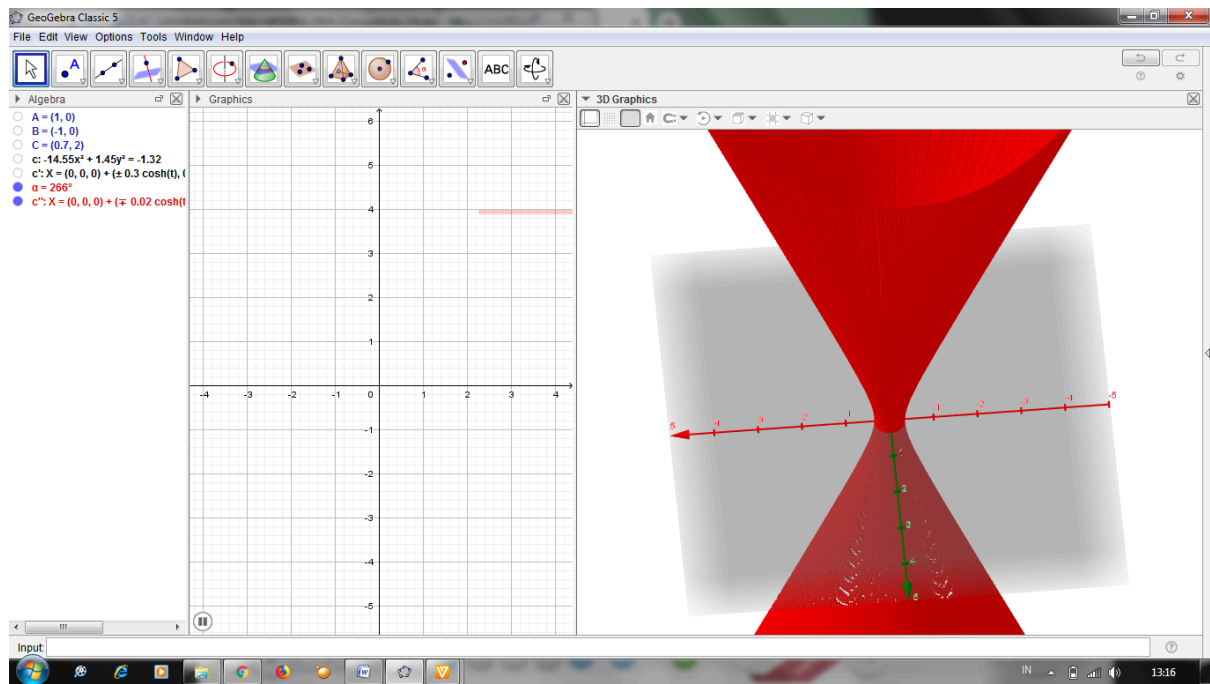 GeoGebra Classic 5
File Edit View Options Tools Window Help
ABC
Algebra
Graphics
3D Graphics
A = (1, 0)
B = (-1, 0)
C = (0.7, 2)
c: -14.55x² + 1.45y² = -1.32
c': X = (0, 0, 0) + (± 0.3 cosh(t), (
α = 266°
c'': X = (0, 0, 0) + (∓ 0.02 cosh(t
6
5
4
3
2
1
0
-4 -3 -2 -1 1 2 3 4
-1
-2
-3
-4
-5
5 4 3 2 1 -1 -2 -3 -4 -5
1
2
3
4
5
Input:
IN
13:16